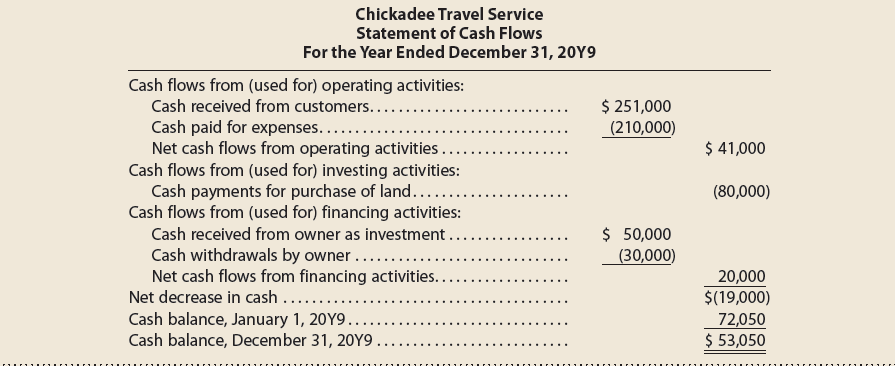 Chickadee Travel Service
Statement of Cash Flows
For the Year Ended December 31, 20Y9
Cash flows from (used for) operating activities:
Cash received from customers............................ $ 251,000
Cash paid for expenses.................................. (210,000)
Net cash flows from operating activities.................. $ 41,000
Cash flows from (used for) investing activities:
Cash payments for purchase of land...................... (80,000)
Cash flows from (used for) financing activities:
Cash received from owner as investment................. $ 50,000
Cash withdrawals by owner.............................. (30,000)
Net cash flows from financing activities................... 20,000
Net decrease in cash....................................... $(19,000)
Cash balance, January 1, 20Y9.............................. 72,050
Cash balance, December 31, 20Y9........................... $ 53,050